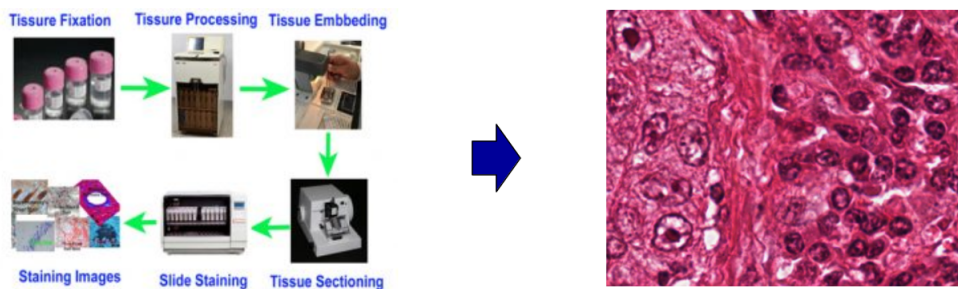 Tissure Fixation
Tissure Processing
Tissue Embbeding
Staining Images
Slide Staining
Tissue Sectioning